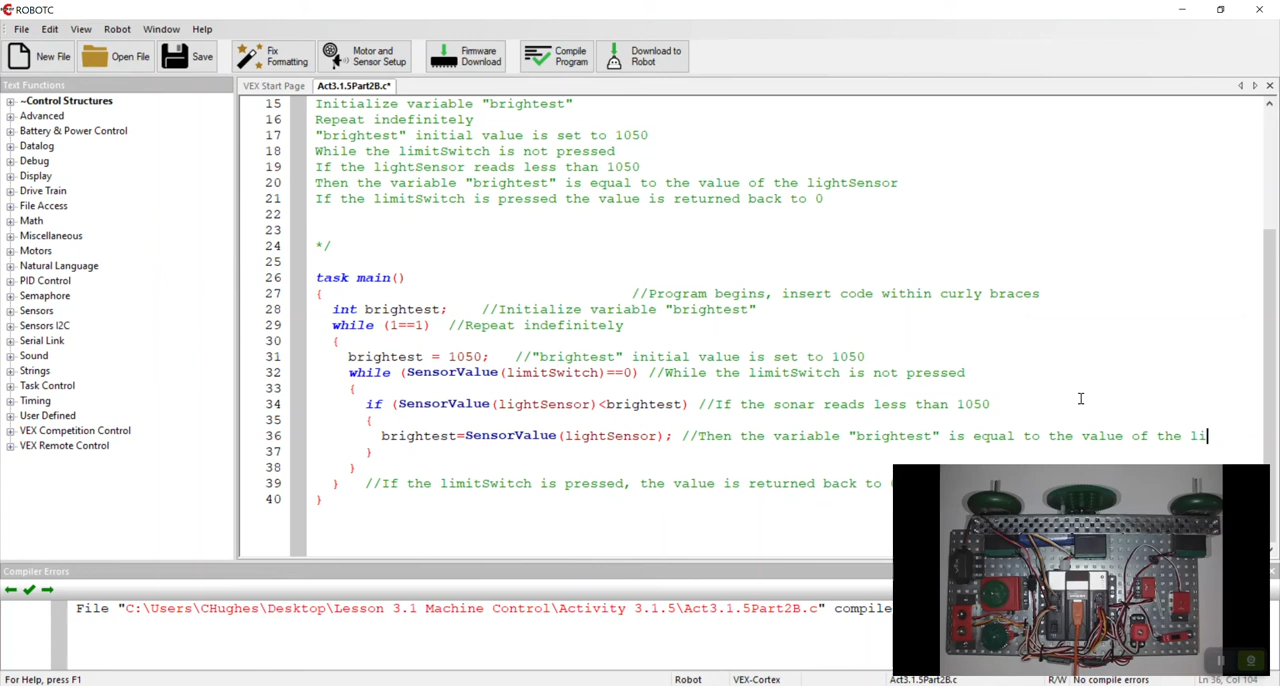 ROBOTC
File Edit View Robot Window Help
New File Open File Save Fix Formatting Motor and Sensor Setup Firmware Download Compile Program Download to Robot
Text Functions
~Control Structures
Advanced
Battery & Power Control
Datalog
Debug
Display
Drive Train
File Access
Math
Miscellaneous
Motors
Natural Language
PID Control
Semaphore
Sensors
Sensors I2C
Serial Link
Sound
Strings
Task Control
Timing
User Defined
VEX Competition Control
VEX Remote Control
VEX Start Page Act3.1.5Part2B.c*
15 Initialize variable "brightest"
16 Repeat indefinitely
17 "brightest" initial value is set to 1050
18 While the limitSwitch is not pressed
19 If the lightSensor reads less than 1050
20 Then the variable "brightest" is equal to the value of the lightSensor
21 If the limitSwitch is pressed the value is returned back to 0
22
23
24 */
25
26 task main()
27 { //Program begins, insert code within curly braces
28 int brightest; //Initialize variable "brightest"
29 while (1==1) //Repeat indefinitely
30 {
31 brightest = 1050; //"brightest" initial value is set to 1050
32 while (SensorValue(limitSwitch)==0) //While the limitSwitch is not pressed
33 {
34 if (SensorValue(lightSensor)<brightest) //If the sonar reads less than 1050
35 {
36 brightest=SensorValue(lightSensor); //Then the variable "brightest" is equal to the value of the li
37 }
38 }
39 } //If the limitSwitch is pressed, the value is returned back to
40 }
Compiler Errors
File "C:\Users\CHughes\Desktop\Lesson 3.1 Machine Control\Activity 3.1.5\Act3.1.5Part2B.c" compile
For Help, press F1 Robot VEX-Cortex Act3.1.5Part2B.c R/W No compile errors Ln 36, Col 104